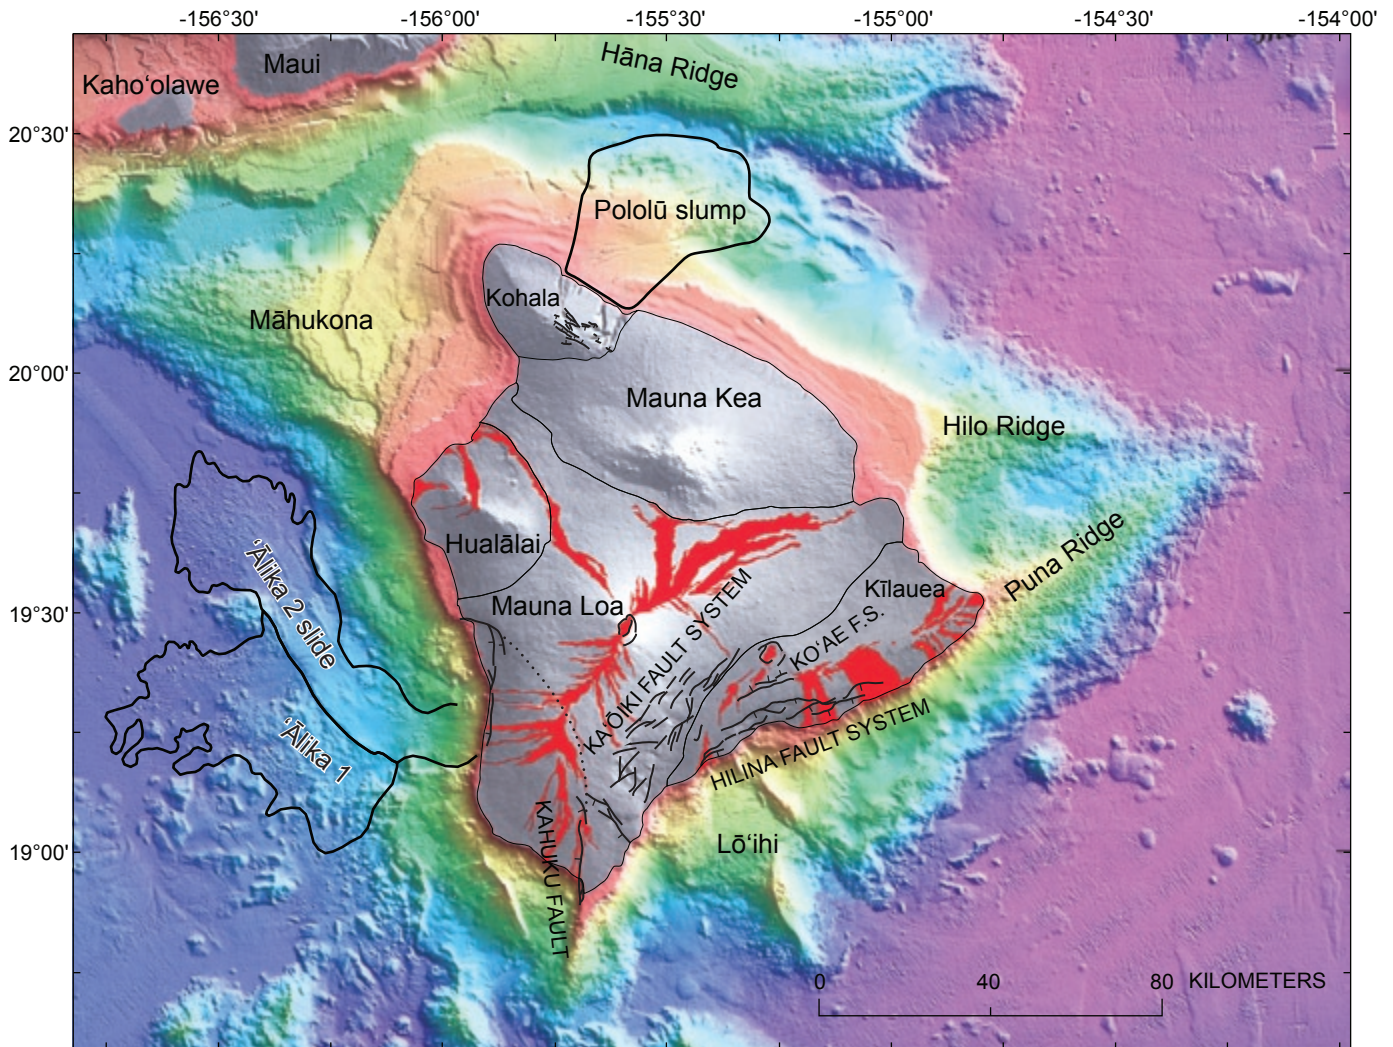 -156°30'
-156°00'
-155°30'
-155°00'
-154°30'
-154°00'
Maui
Hāna Ridge
Kahoʻolawe
20°30'
Pololū slump
Kohala
Māhukona
20°00'
Mauna Kea
Hilo Ridge
Hualālai
ʻĀlika 2 slide
Puna Ridge
Kīlauea
Mauna Loa
19°30'
KAʻŌIKI FAULT SYSTEM
KOʻAE F.S.
ʻĀlika 1
HILINA FAULT SYSTEM
19°00'
Lōʻihi
KAHUKU FAULT
0
40
80
KILOMETERS